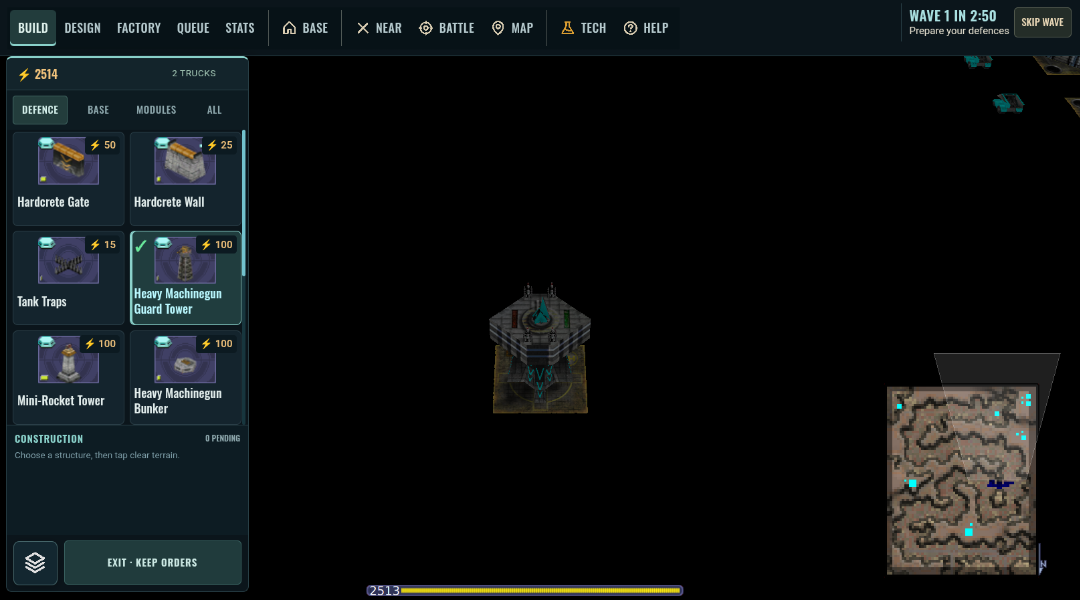 BUILD DESIGN FACTORY QUEUE STATS BASE NEAR BATTLE MAP TECH HELP
WAVE 1 IN 2:50
Prepare your defences
SKIP WAVE
2514
2 TRUCKS
DEFENCE BASE MODULES ALL
50
Hardcrete Gate
25
Hardcrete Wall
15
Tank Traps
100
Heavy Machinegun
Guard Tower
100
Mini-Rocket Tower
100
Heavy Machinegun
Bunker
CONSTRUCTION
0 PENDING
Choose a structure, then tap clear terrain.
EXIT · KEEP ORDERS
2513
N